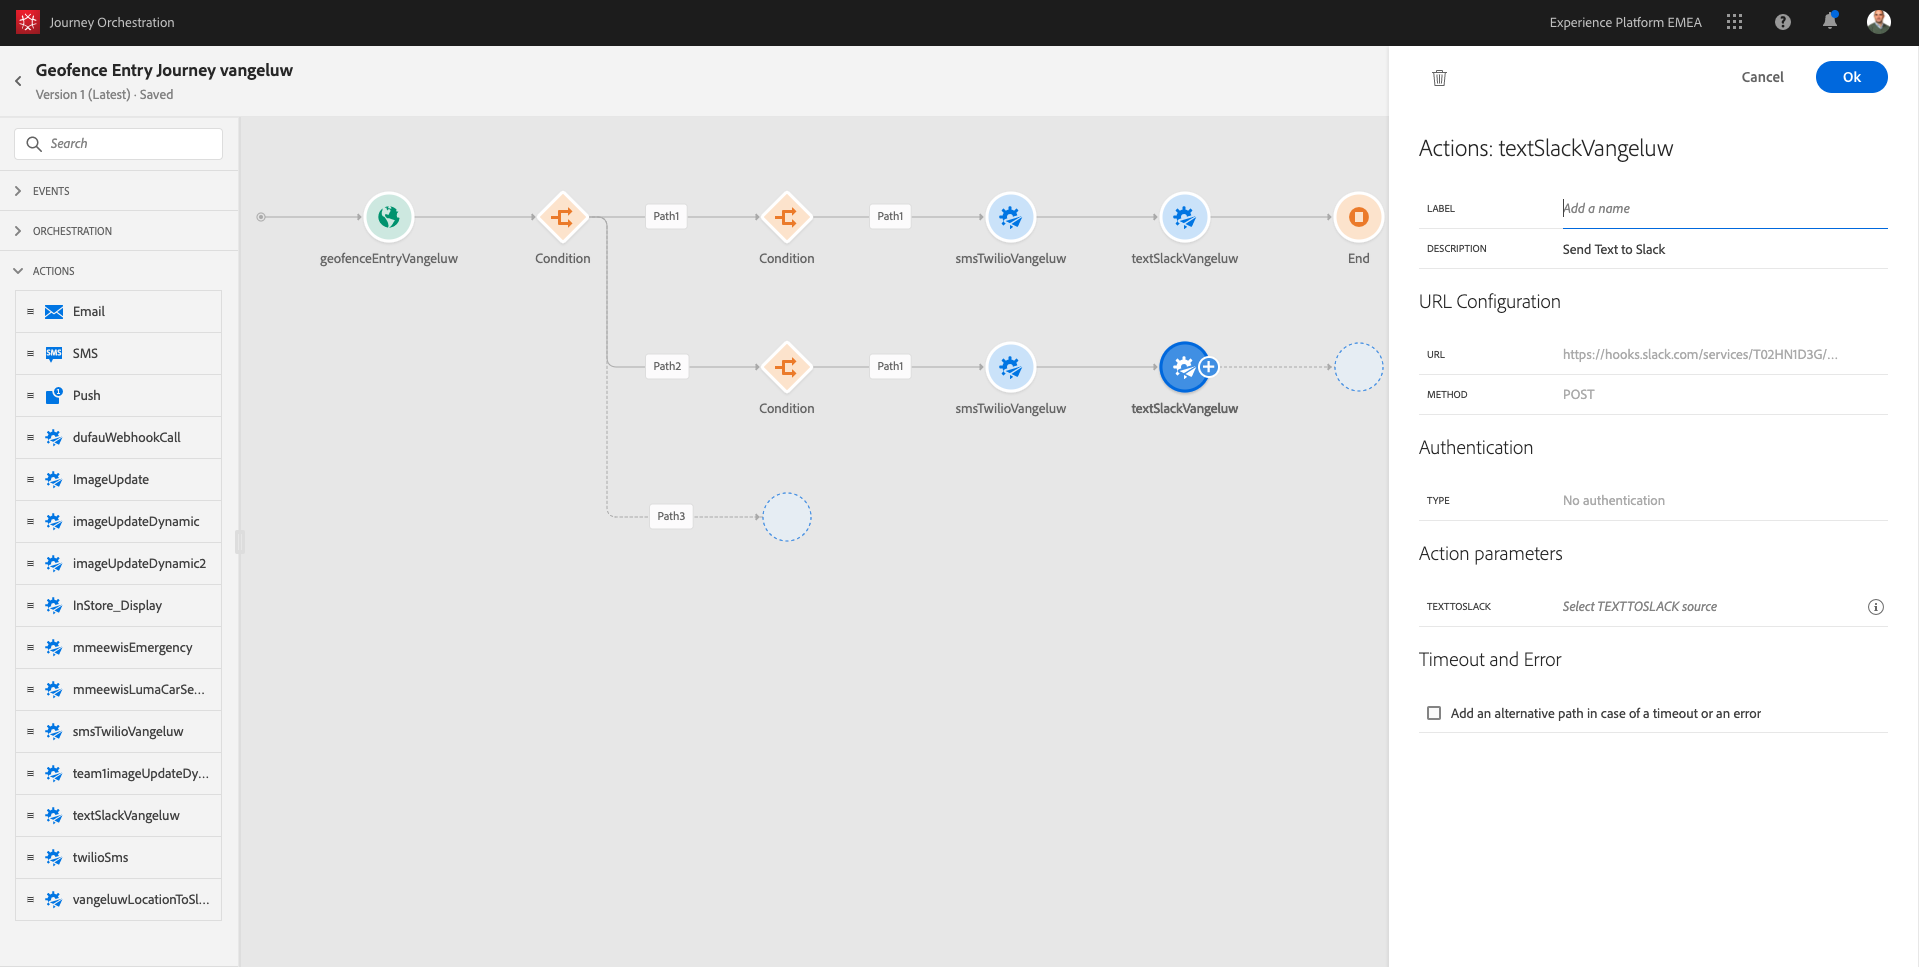 Journey Orchestration
Experience Platform EMEA
Geofence Entry Journey vangeluw
Version 1 (Latest) · Saved
Search
EVENTS
ORCHESTRATION
ACTIONS
Email
SMS
SMS
Push
1
dufauWebhookCall
ImageUpdate
imageUpdateDynamic
imageUpdateDynamic2
InStore_Display
mmeewisEmergency
mmeewisLumaCarSe...
smsTwilioVangeluw
team1imageUpdateDy...
textSlackVangeluw
twilioSms
vangeluwLocationToSl...
Path1
Path1
geofenceEntryVangeluw
Condition
Condition
smsTwilioVangeluw
textSlackVangeluw
End
Path2
Path1
Condition
smsTwilioVangeluw
textSlackVangeluw
Path3
Cancel
Ok
Actions: textSlackVangeluw
LABEL
Add a name
DESCRIPTION
Send Text to Slack
URL Configuration
URL
https://hooks.slack.com/services/T02HN1D3G/...
METHOD
POST
Authentication
TYPE
No authentication
Action parameters
TEXTTOSLACK
Select TEXTTOSLACK source
Timeout and Error
Add an alternative path in case of a timeout or an error